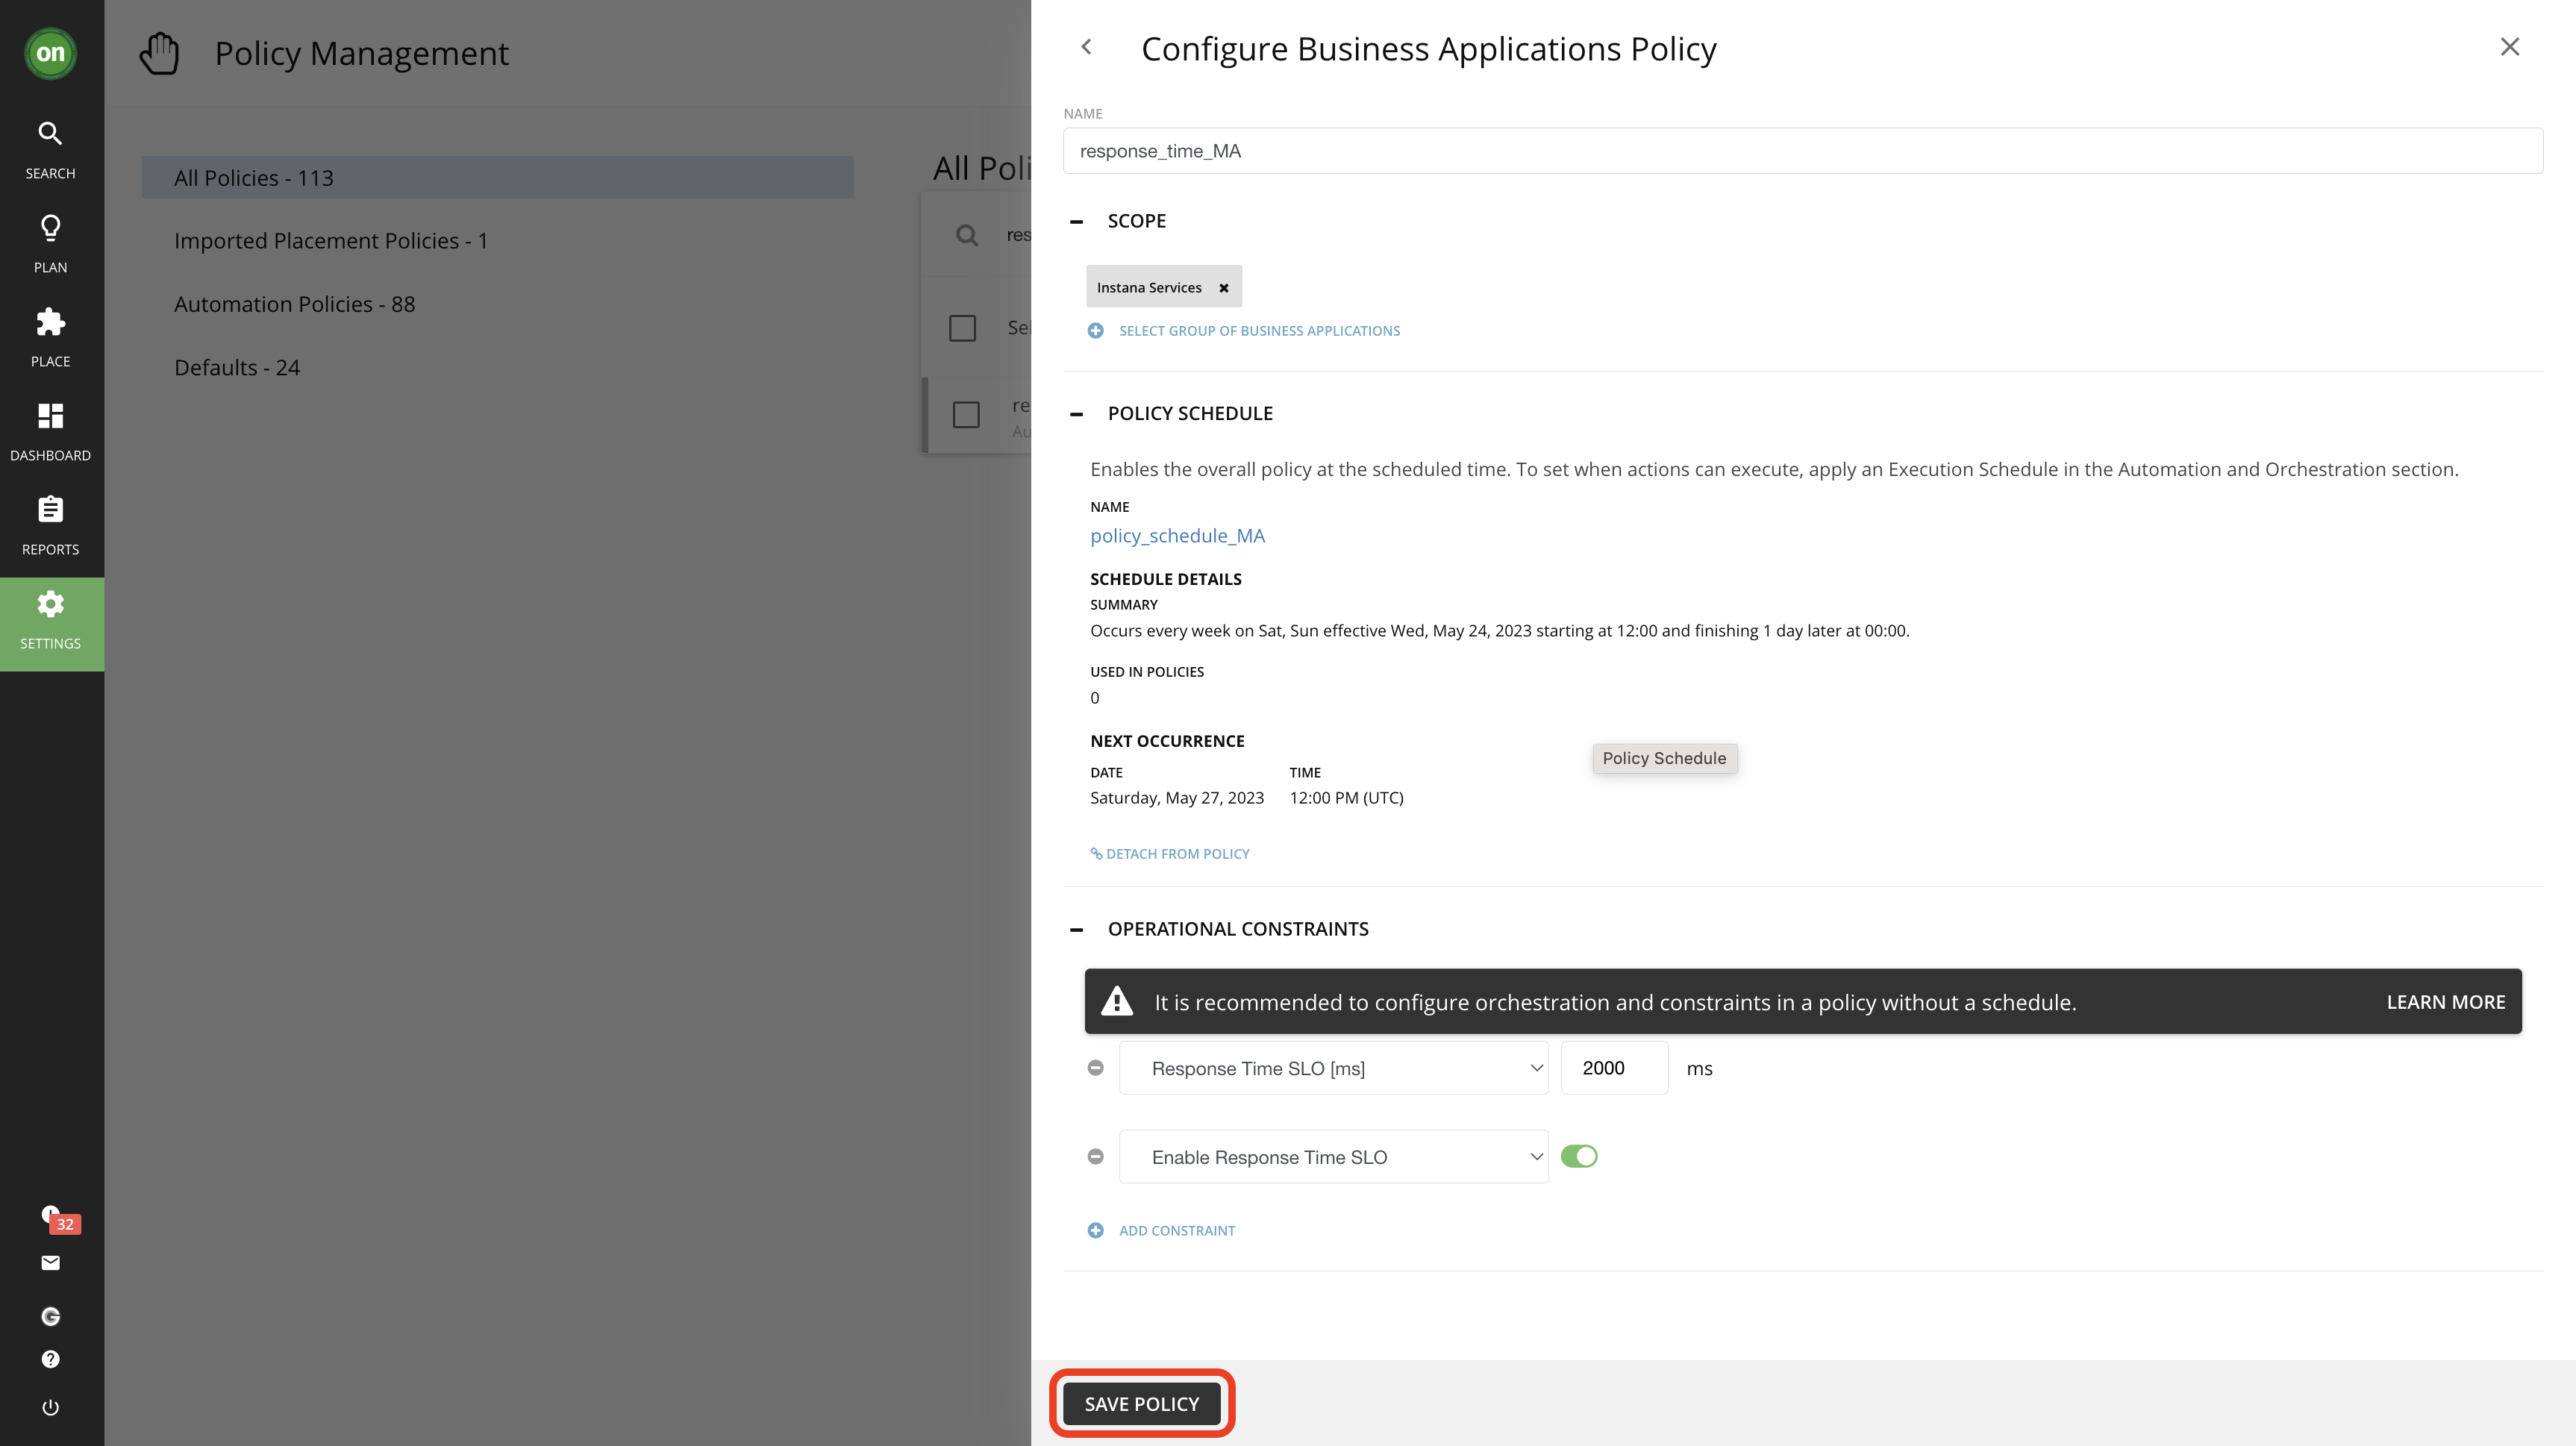 on
SEARCH
PLAN
PLACE
DASHBOARD
REPORTS
SETTINGS
32
Policy Management
All Policies - 113
Imported Placement Policies - 1
Automation Policies - 88
Defaults - 24
All Poli
res
Sel
re
Au
Configure Business Applications Policy
NAME
response_time_MA
SCOPE
Instana Services
SELECT GROUP OF BUSINESS APPLICATIONS
POLICY SCHEDULE
Enables the overall policy at the scheduled time. To set when actions can execute, apply an Execution Schedule in the Automation and Orchestration section.
NAME
policy_schedule_MA
SCHEDULE DETAILS
SUMMARY
Occurs every week on Sat, Sun effective Wed, May 24, 2023 starting at 12:00 and finishing 1 day later at 00:00.
USED IN POLICIES
0
NEXT OCCURRENCE
Policy Schedule
DATE TIME
Saturday, May 27, 2023 12:00 PM (UTC)
DETACH FROM POLICY
OPERATIONAL CONSTRAINTS
It is recommended to configure orchestration and constraints in a policy without a schedule. LEARN MORE
Response Time SLO [ms] 2000 ms
Enable Response Time SLO
ADD CONSTRAINT
SAVE POLICY